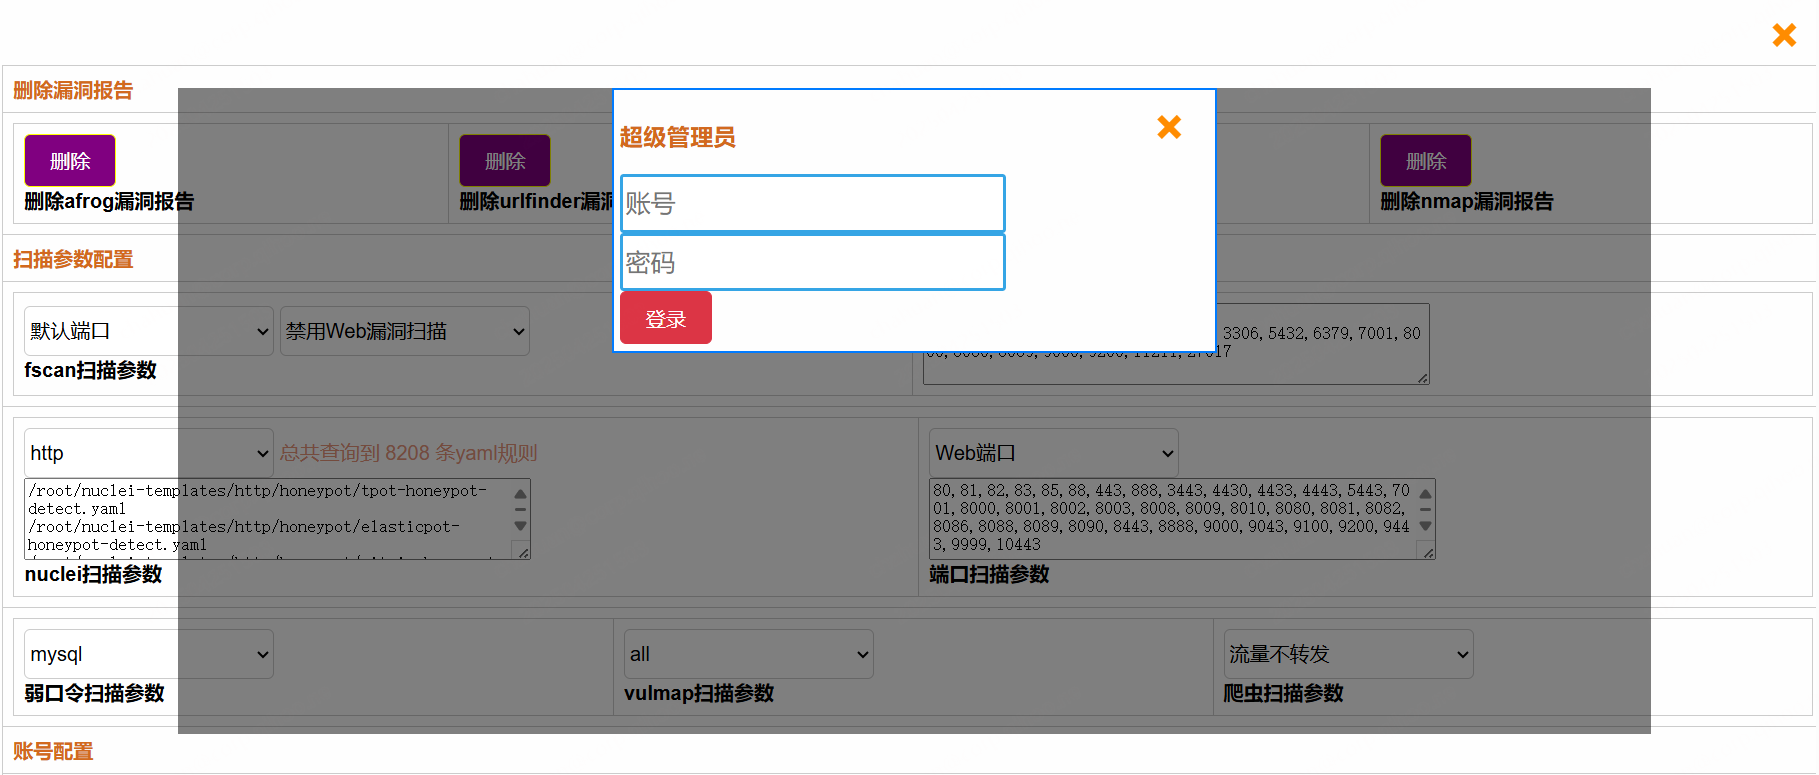 删除漏洞报告
超级管理员
账号
密码
登录
删除
删除afrog漏洞报告
删除
删除urlfinder漏
删除
删除nmap漏洞报告
扫描参数配置
默认端口
禁用Web漏洞扫描
fscan扫描参数
3306,5432,6379,7001,80
http
总共查询到 8208 条yaml规则
/root/nuclei-templates/http/honeypot/tpot-honeypot-
detect.yaml
/root/nuclei-templates/http/honeypot/elasticpot-
honeypot-detect.yaml
nuclei扫描参数
Web端口
80,81,82,83,85,88,443,888,3443,4430,4433,4443,5443,70
01,8000,8001,8002,8003,8008,8009,8010,8080,8081,8082,
8086,8088,8089,8090,8443,8888,9000,9043,9100,9200,944
3,9999,10443
端口扫描参数
mysql
弱口令扫描参数
all
vulmap扫描参数
流量不转发
爬虫扫描参数
账号配置